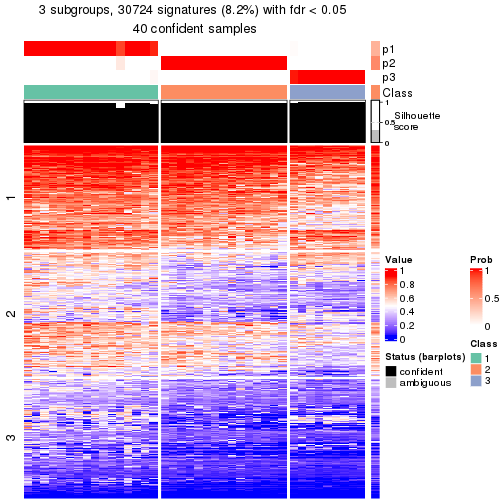 3 subgroups, 30724 signatures (8.2%) with fdr < 0.05
40 confident samples
p1
p2
p3
Class
1
0.5
0
Silhouette
score
1
2
3
Value
1
0.8
0.6
0.4
0.2
0
Prob
1
0.5
0
Status (barplots)
confident
ambiguous
Class
1
2
3